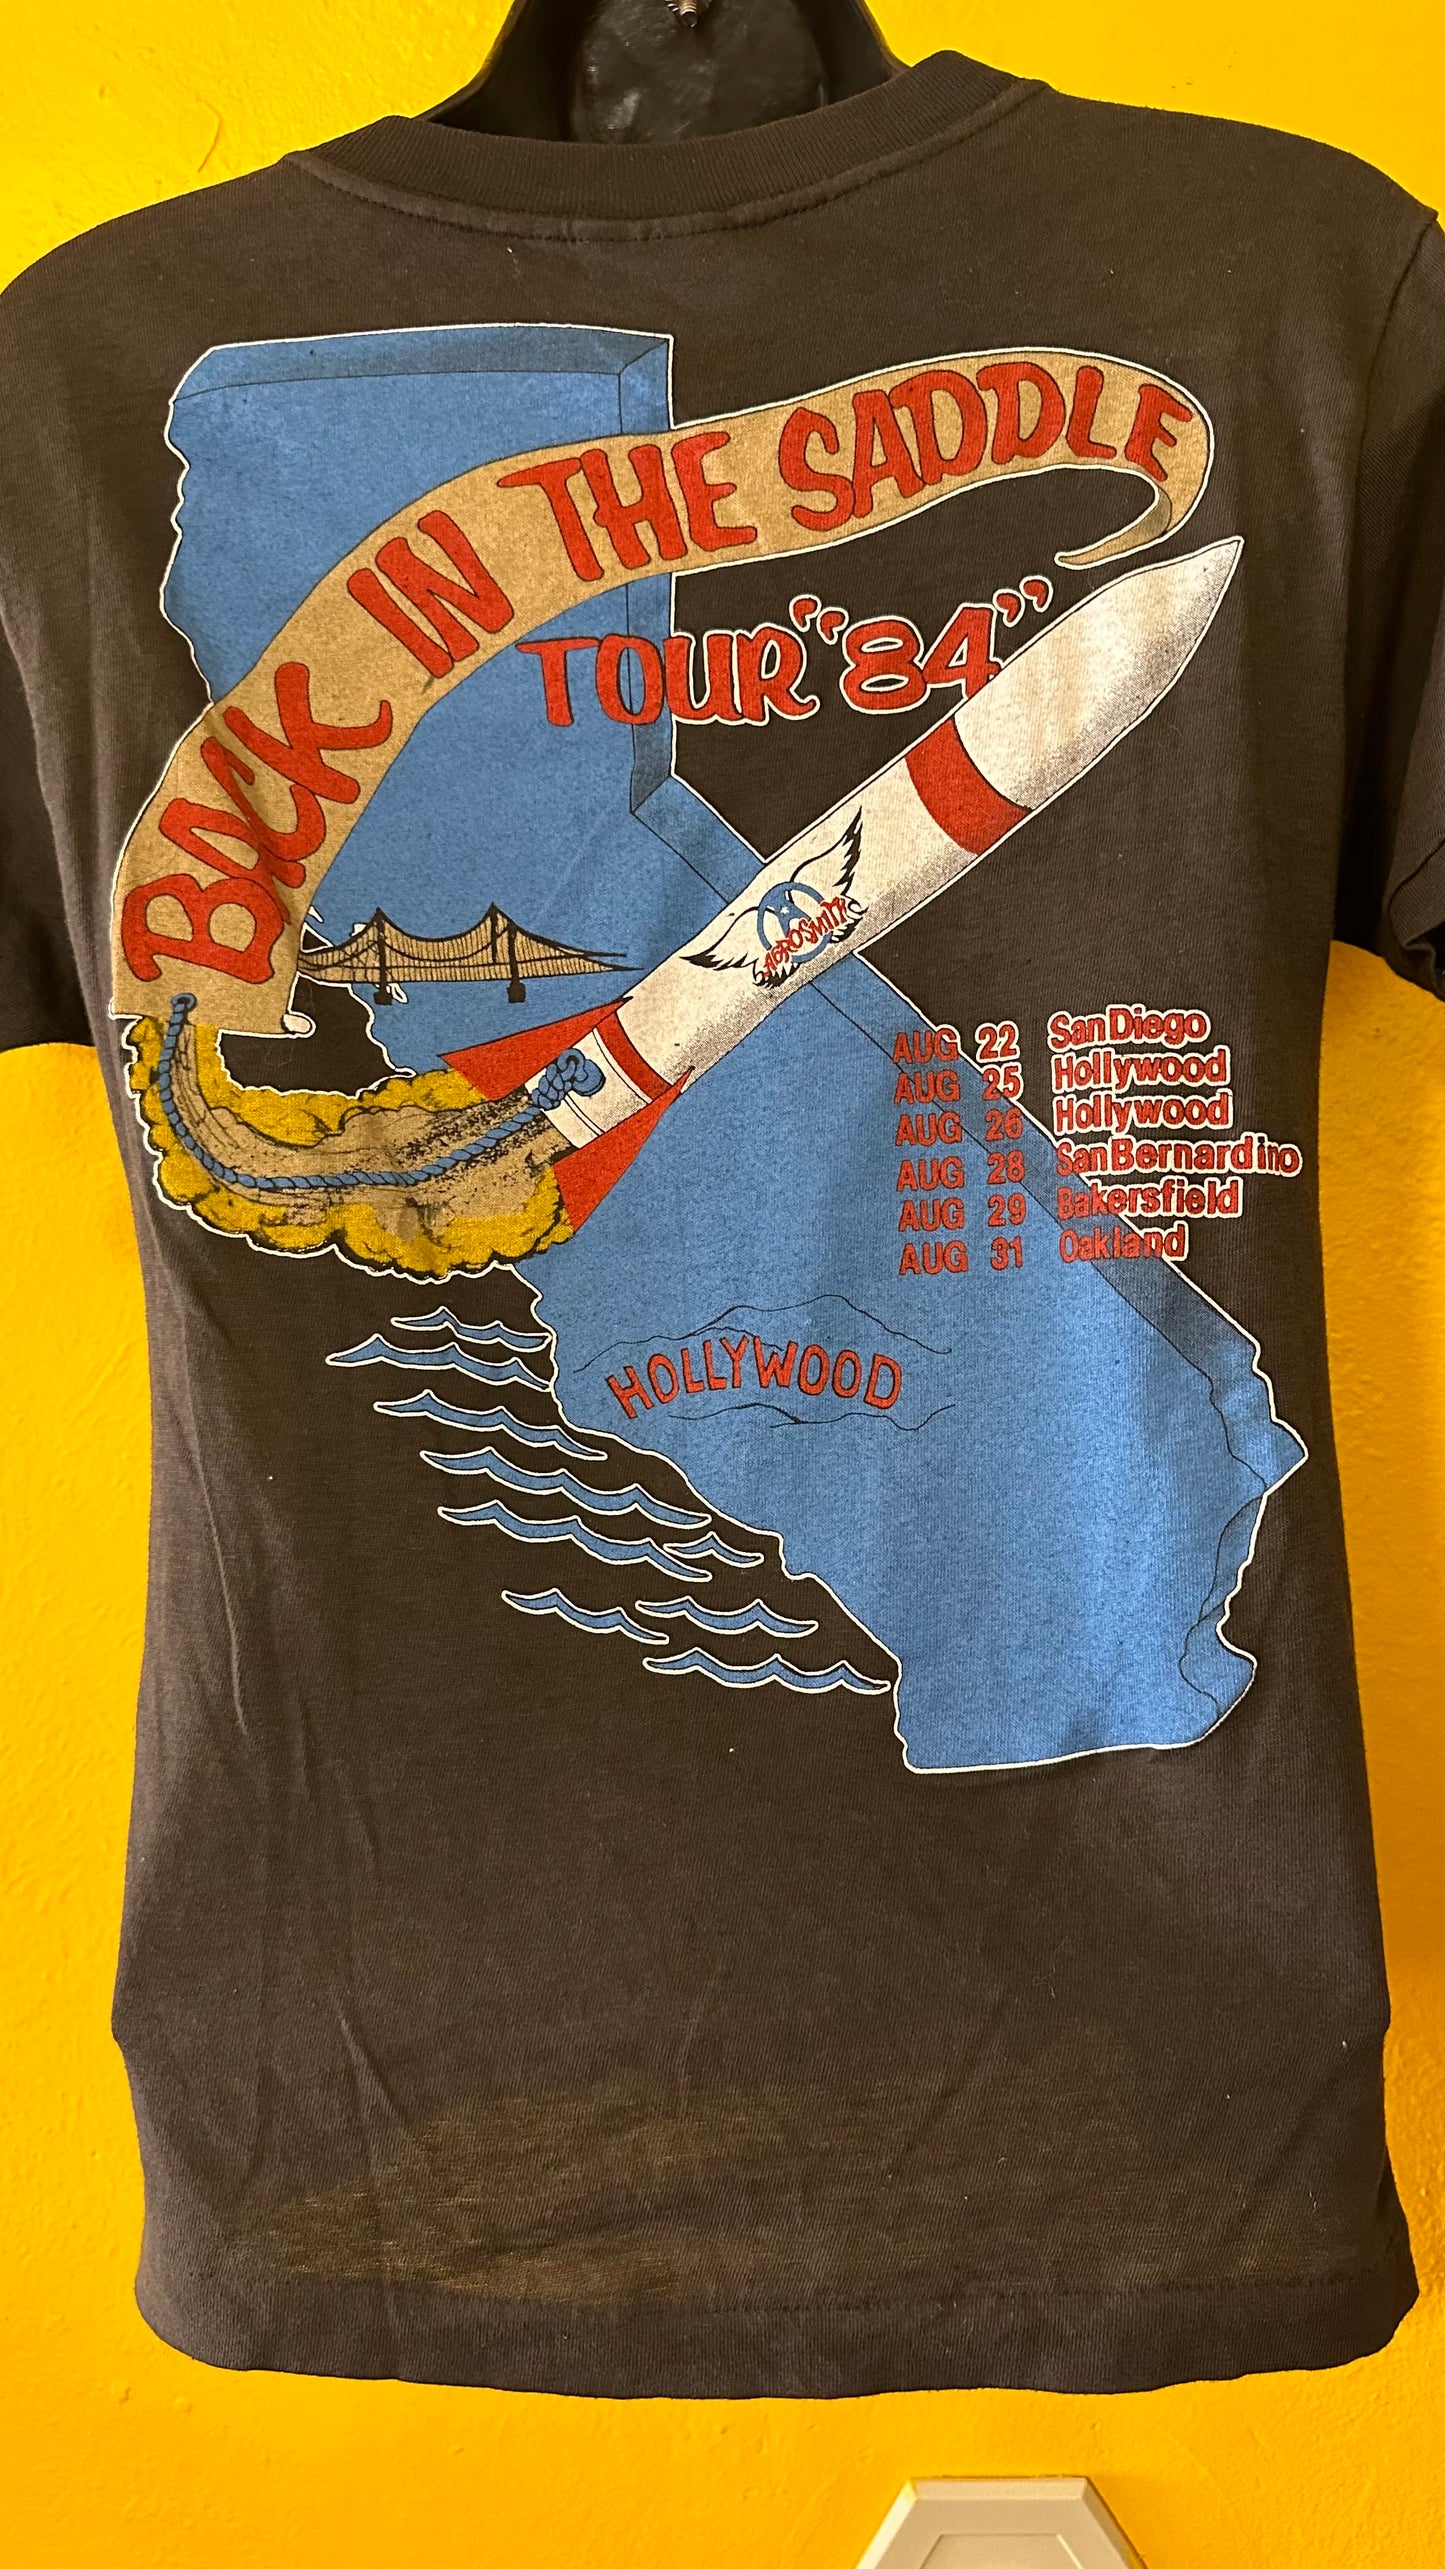 BACK IN THE SADDLE
TOUR "84"
AEROSMITH
AUG 22 San Diego
AUG 25 Hollywood
AUG 26 Hollywood
AUG 28 San Bernardino
AUG 29 Bakersfield
AUG 31 Oakland
HOLLYWOOD